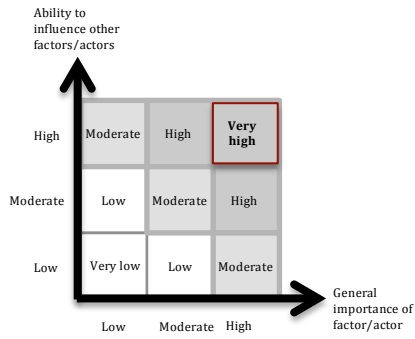 Ability to
influence other
factors/actors
High
Moderate
High
Very
high
Moderate
Low
Moderate
High
Low
Very low
Low
Moderate
General
importance of
factor/actor
Low
Moderate
High